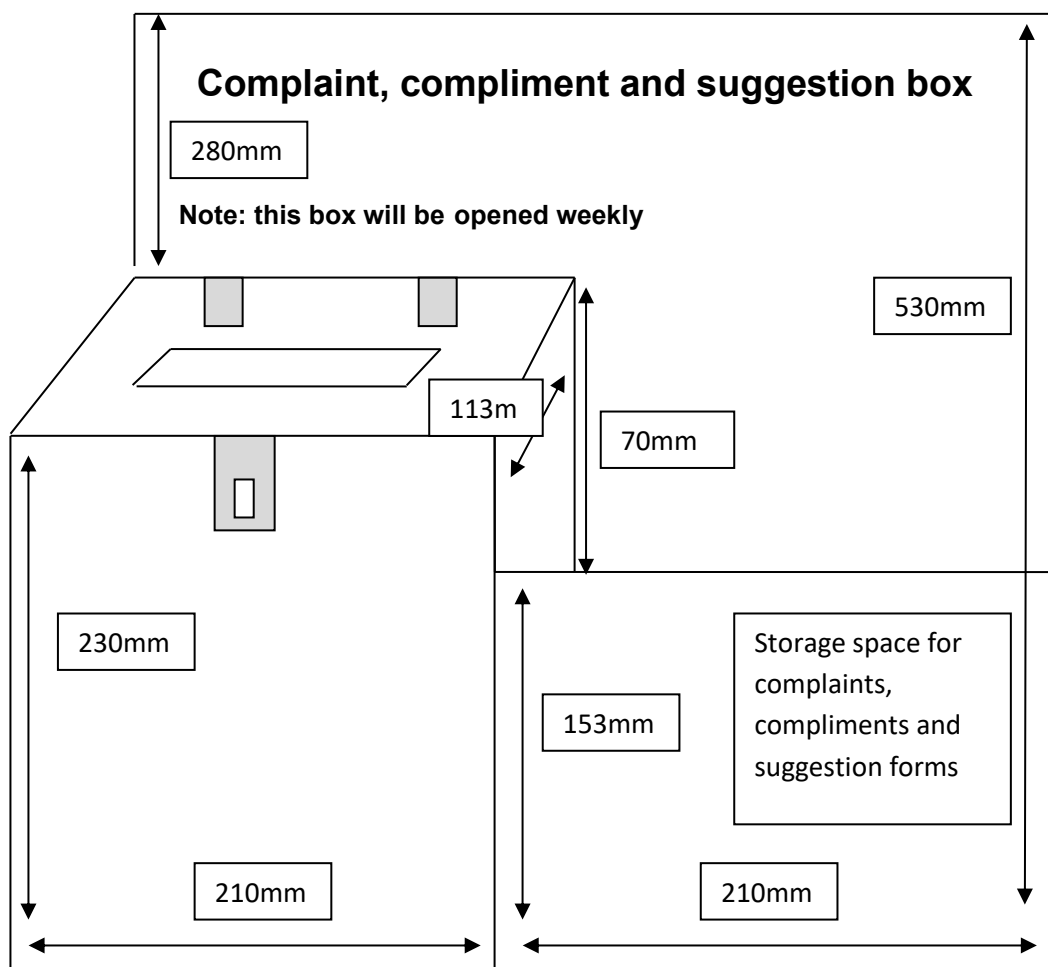 Complaint, compliment and suggestion box
280mm
Note: this box will be opened weekly
530mm
113m
70mm
230mm
Storage space for
complaints,
compliments and
suggestion forms
153mm
210mm
210mm